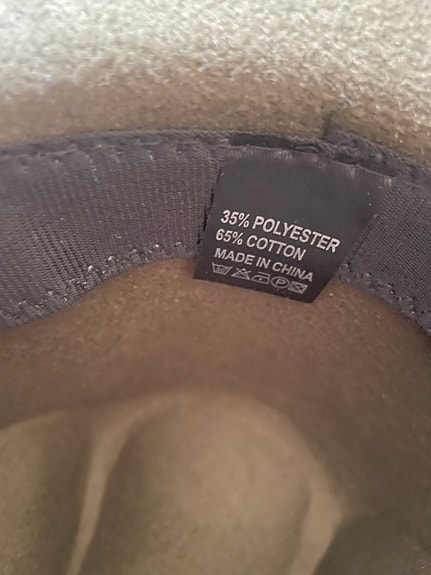 35% POLYESTER
65% COTTON
MADE IN CHINA